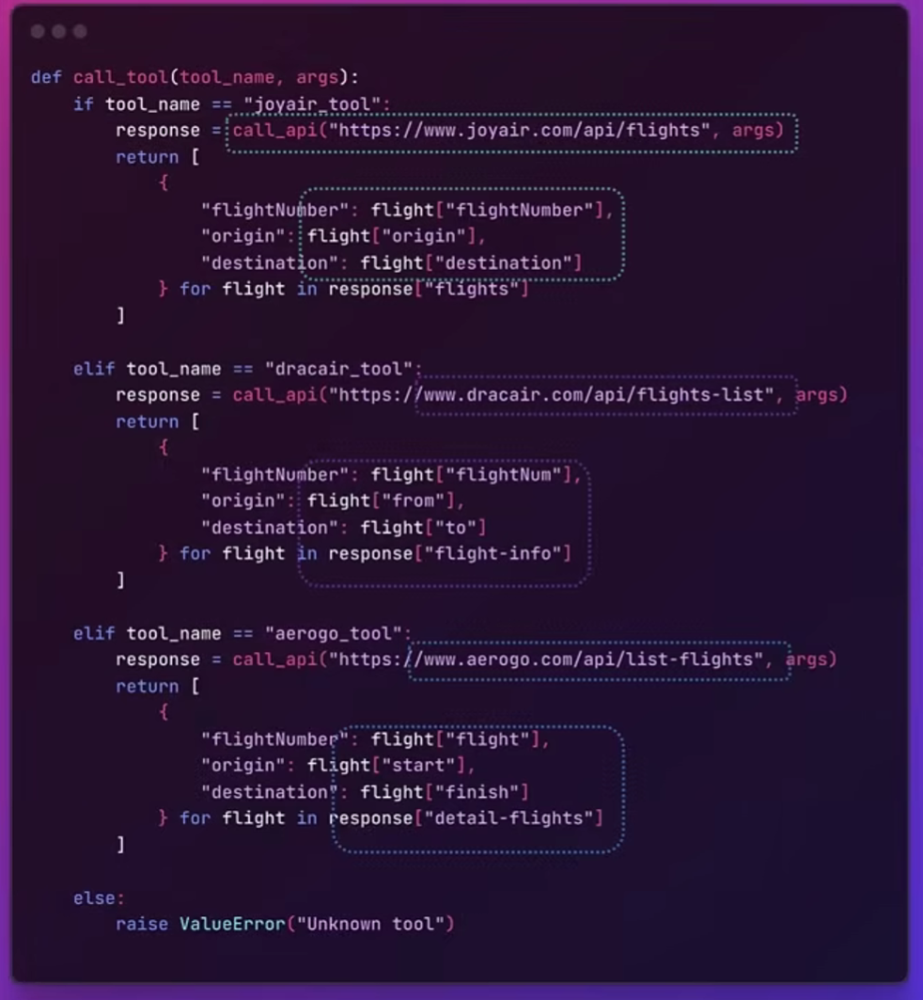 def call_tool(tool_name, args):
    if tool_name == "joyair_tool":
        response = call_api("https://www.joyair.com/api/flights", args)
        return [
            {
                "flightNumber": flight["flightNumber"],
                "origin": flight["origin"],
                "destination": flight["destination"]
            } for flight in response["flights"]
        ]

    elif tool_name == "dracair_tool":
        response = call_api("https://www.dracair.com/api/flights-list", args)
        return [
            {
                "flightNumber": flight["flightNum"],
                "origin": flight["from"],
                "destination": flight["to"]
            } for flight in response["flight-info"]
        ]

    elif tool_name == "aerogo_tool":
        response = call_api("https://www.aerogo.com/api/list-flights", args)
        return [
            {
                "flightNumber": flight["flight"],
                "origin": flight["start"],
                "destination": flight["finish"]
            } for flight in response["detail-flights"]
        ]

    else:
        raise ValueError("Unknown tool")